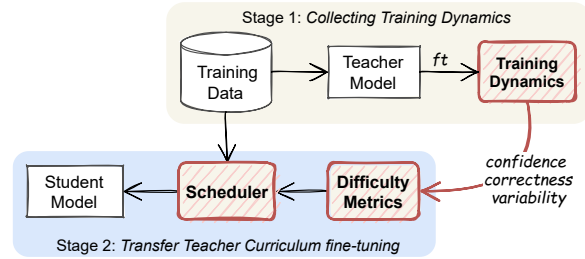 Stage 1: Collecting Training Dynamics
Training
Data
Teacher
Model
ft
Training
Dynamics
confidence
correctness
variability
Student
Model
Scheduler
Difficulty
Metrics
Stage 2: Transfer Teacher Curriculum fine-tuning